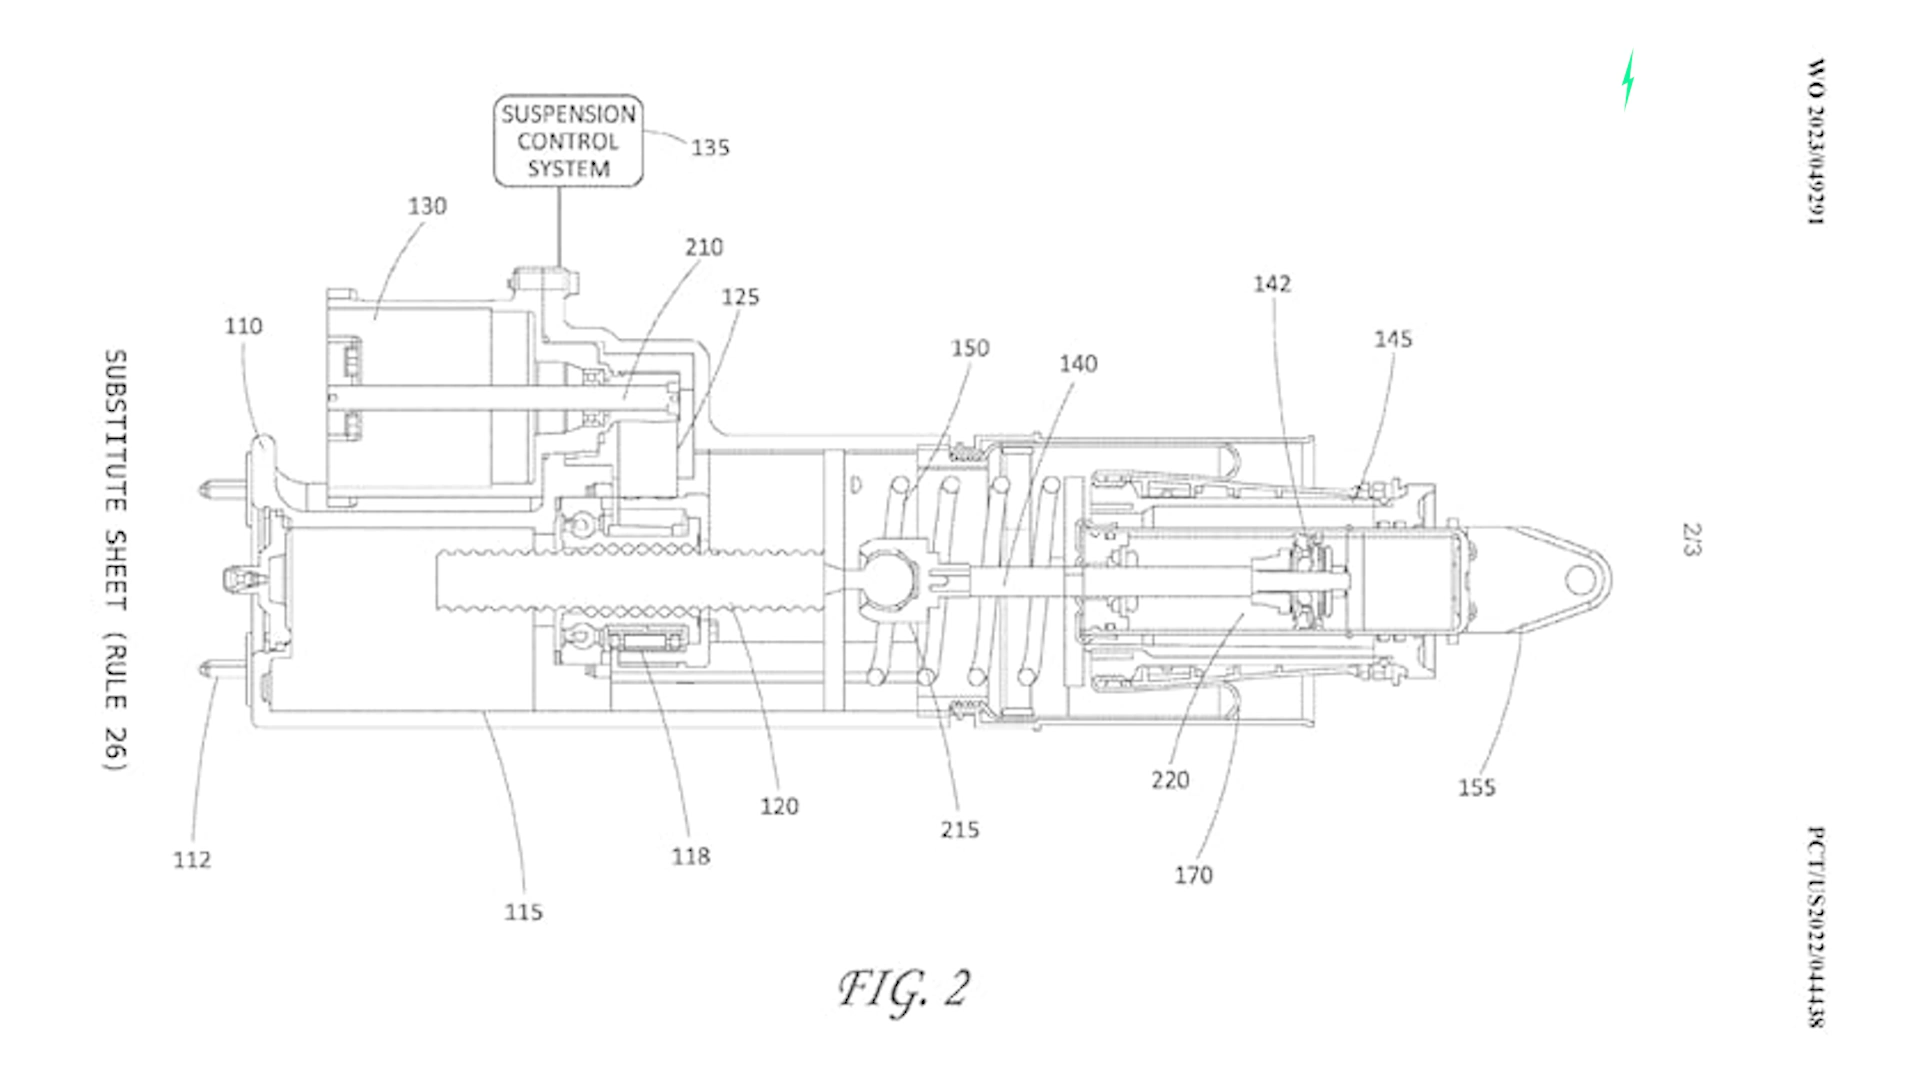 WO 2023/049291
PCT/US2022/044438
2/3
SUSPENSION
CONTROL
SYSTEM
135
130
210
125
110
142
145
150
140
112
115
118
120
215
220
170
155
FIG. 2
SUBSTITUTE SHEET (RULE 26)